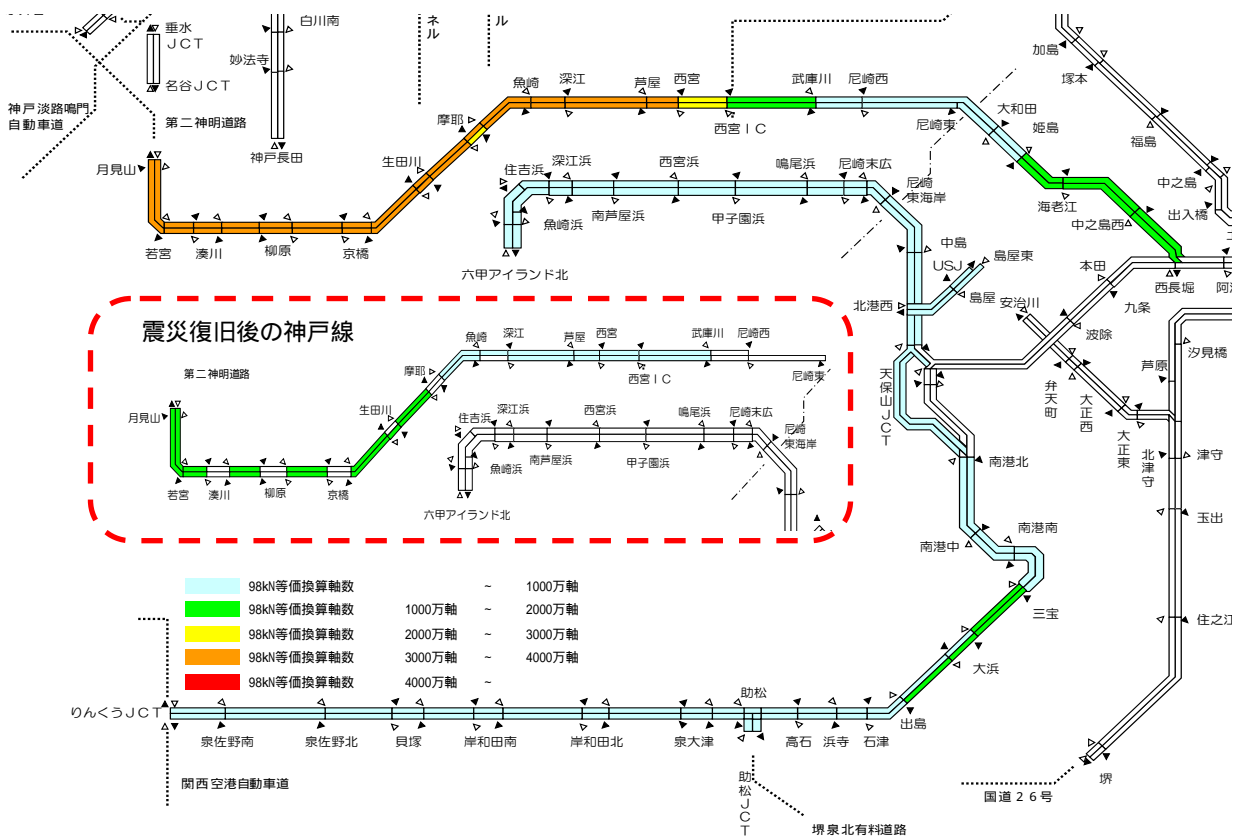 垂水
JCT
名谷JCT
白川南
妙法寺
神戸長田
ネル
ル
神戸淡路鳴門
自動車道
第二神明道路
月見山
若宮
湊川
柳原
京橋
生田川
摩耶
魚崎
深江
芦屋
西宮
西宮IC
武庫川
尼崎西
尼崎東
大和田
姫島
海老江
中之島西
加島
塚本
福島
中之島
出入橋
西長堀
本田
九条
波除
安治川
弁天町
大正西
大正東
芦原
汐見橋
北津守
津守
玉出
住之江
堺
国道26号
住吉浜
深江浜
西宮浜
鳴尾浜
尼崎末広
尼崎
東海岸
魚崎浜
南芦屋浜
甲子園浜
六甲アイランド北
中島
USJ
島屋東
島屋
北港西
天保山JCT
南港北
南港中
南港南
三宝
大浜
出島
震災復旧後の神戸線
第二神明道路
月見山
若宮
湊川
柳原
京橋
生田川
摩耶
魚崎
深江
芦屋
西宮
西宮IC
武庫川
尼崎西
尼崎東
住吉浜
深江浜
西宮浜
鳴尾浜
尼崎末広
尼崎
東海岸
魚崎浜
南芦屋浜
甲子園浜
六甲アイランド北
98kN等価換算軸数 ~ 1000万軸
98kN等価換算軸数 1000万軸 ~ 2000万軸
98kN等価換算軸数 2000万軸 ~ 3000万軸
98kN等価換算軸数 3000万軸 ~ 4000万軸
98kN等価換算軸数 4000万軸 ~
りんくうJCT
泉佐野南
泉佐野北
貝塚
岸和田南
岸和田北
泉大津
助松
高石
浜寺
石津
関西空港自動車道
助松JCT
堺泉北有料道路